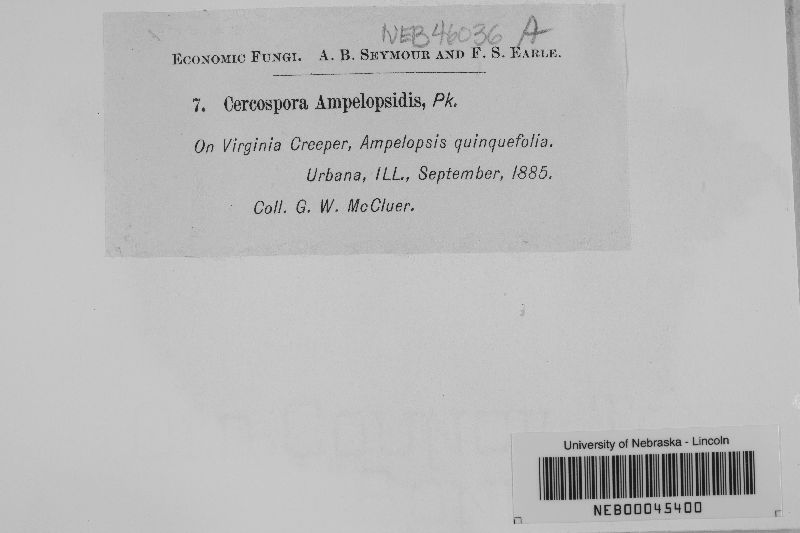 NEB46036 A
Economic Fungi. A. B. Seymour and F. S. Earle.
7. Cercospora Ampelopsidis, Pk.
On Virginia Creeper, Ampelopsis quinquefolia.
Urbana, ILL., September, 1885.
Coll. G. W. McCluer.
University of Nebraska - Lincoln
NEB00045400